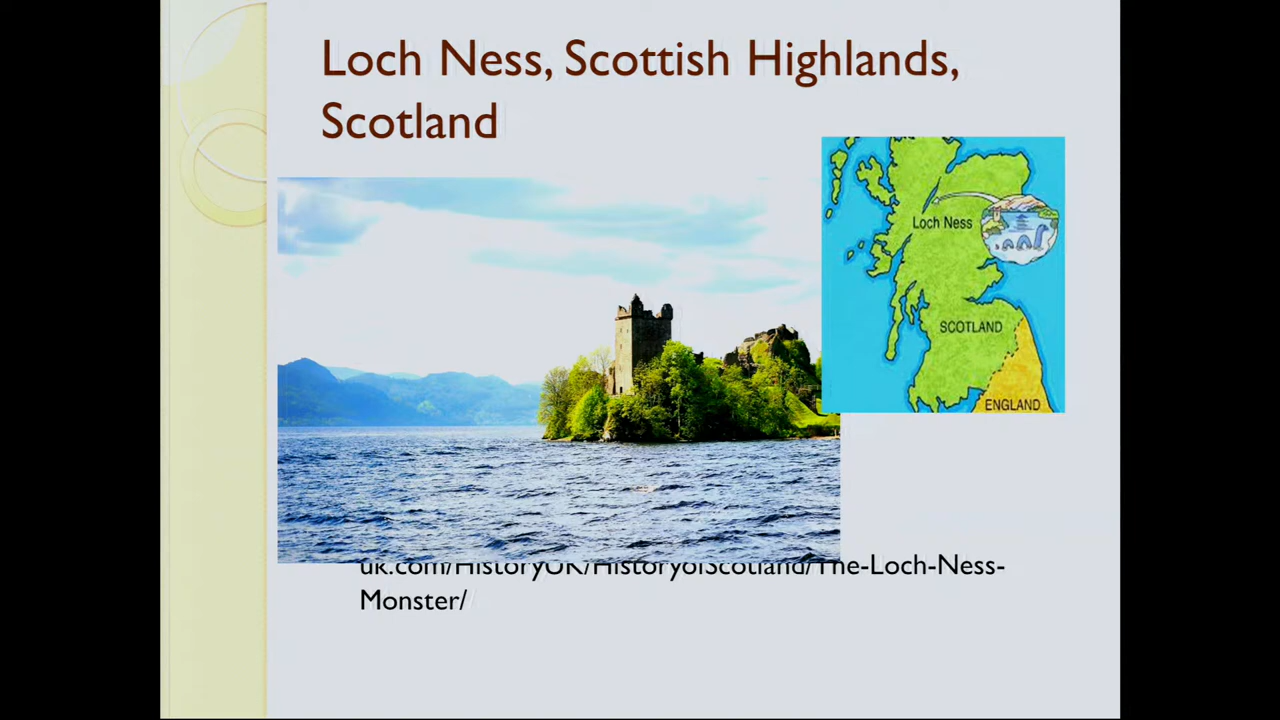 Loch Ness, Scottish Highlands,
Scotland
Loch Ness
SCOTLAND
ENGLAND
uk.com/HistoryUK/HistoryofScotland/The-Loch-Ness-
Monster/